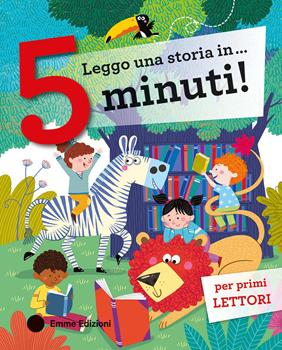 Leggo una storia in...
5 minuti!
per primi
LETTORI
Emme Edizioni